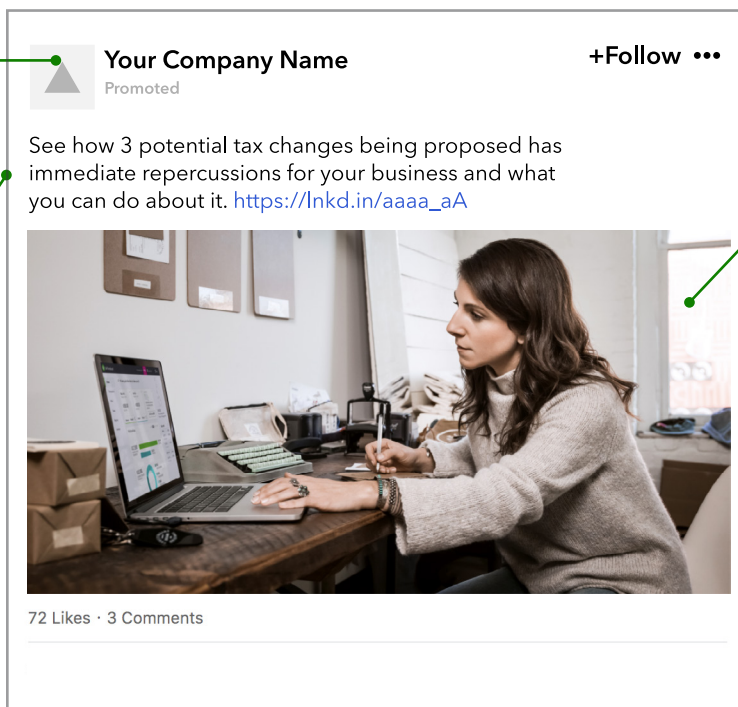 Your Company Name
+Follow •••
Promoted
See how 3 potential tax changes being proposed has
immediate repercussions for your business and what
you can do about it. https://lnkd.in/aaaa_aA
72 Likes · 3 Comments